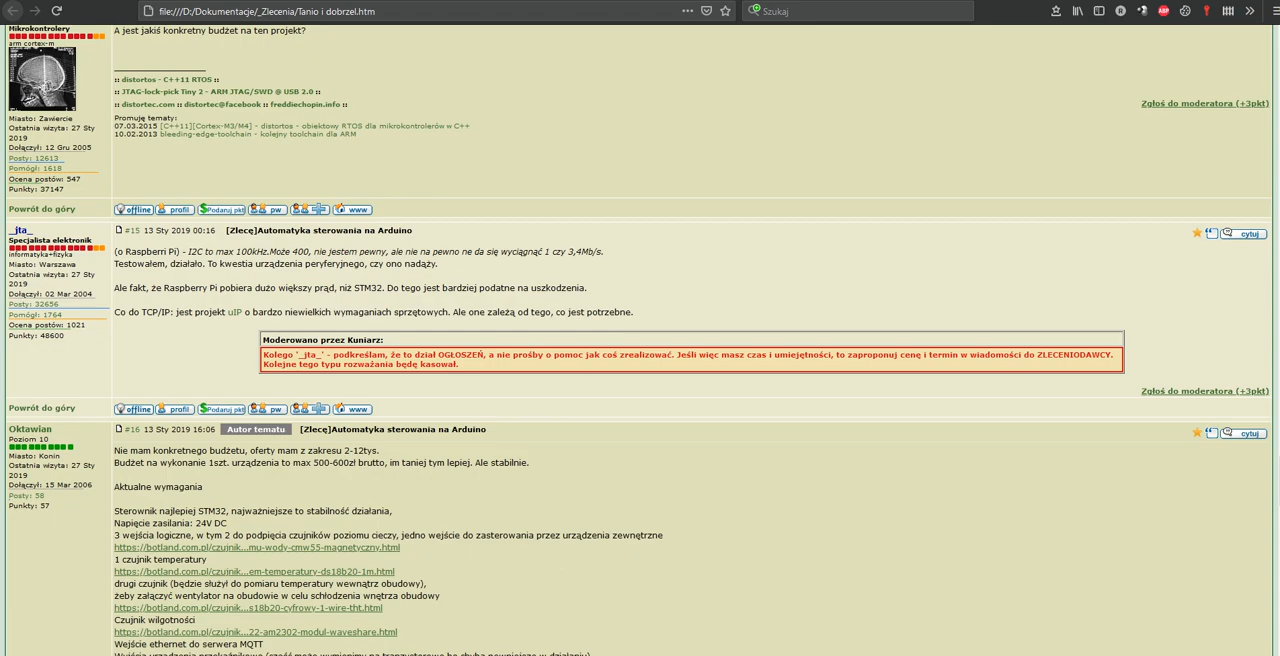 file:///D:/Dokumentacje/_Zlecenia/Tanio i dobrzel.htm
Szukaj
Mikrokontrolery
arm cortex-m
Miasto: Zawiercie
Ostatnia wizyta: 27 Sty
2019
Dołączył: 12 Gru 2005
Posty: 12613
Pomógł: 1618
Ocena postów: 547
Punkty: 37147
A jest jakiś konkretny budżet na ten projekt?
:: distortos - C++11 RTOS ::
:: JTAG-lock-pick Tiny 2 - ARM JTAG/SWD @ USB 2.0 ::
:: distortec.com :: distortec@facebook :: freddiechopin.info ::
Promuję tematy:
07.03.2015 [C++11][Cortex-M3/M4] - distortos - obiektowy RTOS dla mikrokontrolerów w C++
10.02.2013 bleeding-edge-toolchain - kolejny toolchain dla ARM
Zgłoś do moderatora (+3pkt)
Powrót do góry
offline profil Podaruj pkt pw www
_jta_
Specjalista elektronik
informatyka+fizyka
Miasto: Warszawa
Ostatnia wizyta: 27 Sty
2019
Dołączył: 02 Mar 2004
Posty: 32656
Pomógł: 1764
Ocena postów: 1021
Punkty: 48600
#15 13 Sty 2019 00:16 [Zlecę]Automatyka sterowania na Arduino
cytuj
(o Raspberry Pi) - I2C to max 100kHz.Może 400, nie jestem pewny, ale nie na pewno ne da się wyciągnąć 1 czy 3,4Mb/s.
Testowałem, działało. To kwestia urządzenia peryferyjnego, czy ono nadąży.
Ale fakt, że Raspberry Pi pobiera dużo większy prąd, niż STM32. Do tego jest bardziej podatne na uszkodzenia.
Co do TCP/IP: jest projekt uIP o bardzo niewielkich wymaganiach sprzętowych. Ale one zależą od tego, co jest potrzebne.
Moderowano przez Kuniarz:
Kolego '_jta_' - podkreślam, że to dział OGŁOSZEŃ, a nie prośby o pomoc jak coś zrealizować. Jeśli więc masz czas i umiejętności, to zaproponuj cenę i termin w wiadomości do ZLECENIODAWCY.
Kolejne tego typu rozważania będę kasował.
Zgłoś do moderatora (+3pkt)
Powrót do góry
offline profil Podaruj pkt pw www
Oktawian
Poziom 10
Miasto: Konin
Ostatnia wizyta: 27 Sty
2019
Dołączył: 15 Mar 2006
Posty: 58
Punkty: 57
#16 13 Sty 2019 16:06 Autor tematu [Zlecę]Automatyka sterowania na Arduino
cytuj
Nie mam konkretnego budżetu, oferty mam z zakresu 2-12tys.
Budżet na wykonanie 1szt. urządzenia to max 500-600zł brutto, im taniej tym lepiej. Ale stabilnie.
Aktualne wymagania
Sterownik najlepiej STM32, najważniejsze to stabilność działania,
Napięcie zasilania: 24V DC
3 wejścia logiczne, w tym 2 do podpięcia czujników poziomu cieczy, jedno wejście do zasterowania przez urządzenia zewnętrzne
https://botland.com.pl/czujnik...mu-wody-cmw55-magnetyczny.html
1 czujnik temperatury
https://botland.com.pl/czujnik...em-temperatury-ds18b20-1m.html
drugi czujnik (będzie służył do pomiaru temperatury wewnątrz obudowy),
żeby załączyć wentylator na obudowie w celu schłodzenia wnętrza obudowy
https://botland.com.pl/czujnik...s18b20-cyfrowy-1-wire-tht.html
Czujnik wilgotności
https://botland.com.pl/czujnik...22-am2302-modul-waveshare.html
Wejście ethernet do serwera MQTT
Wyjścia urządzenia przekaźnikowe (część może wymienimy na tranzystorowe bo chyba pewniejsze w działaniu)